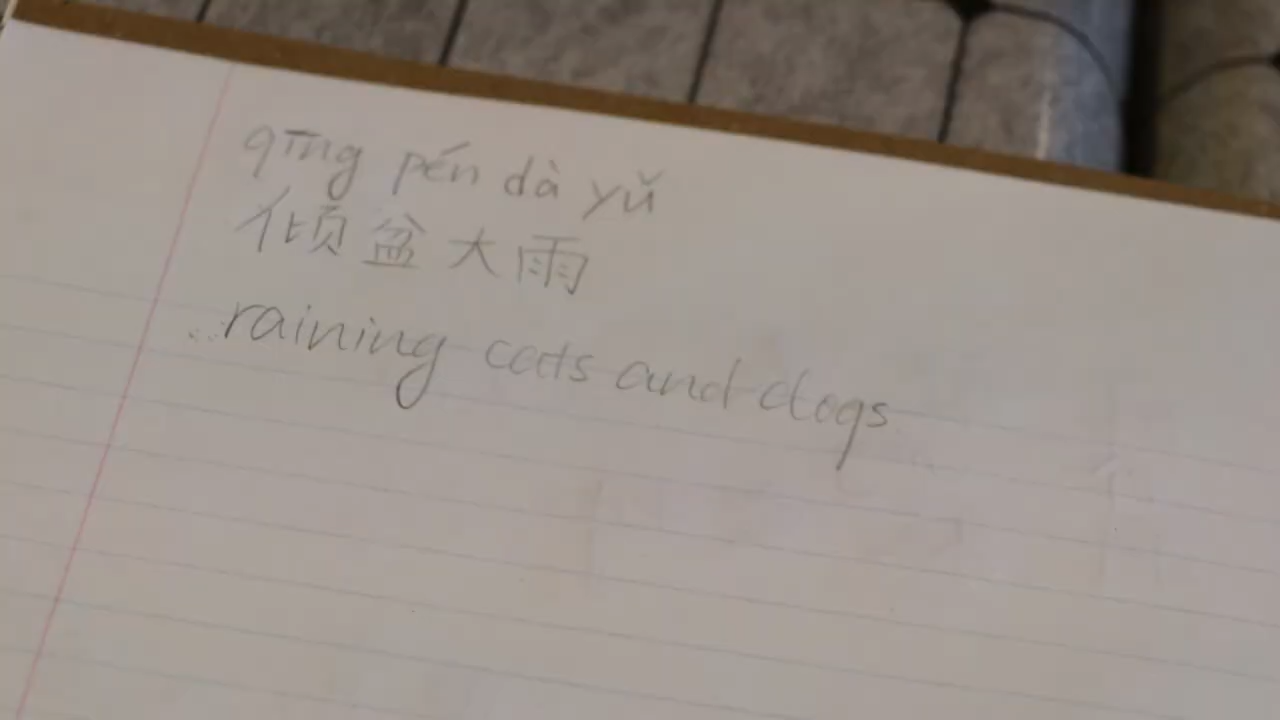 qīng pén dà yǔ
倾盆大雨
raining cats and dogs